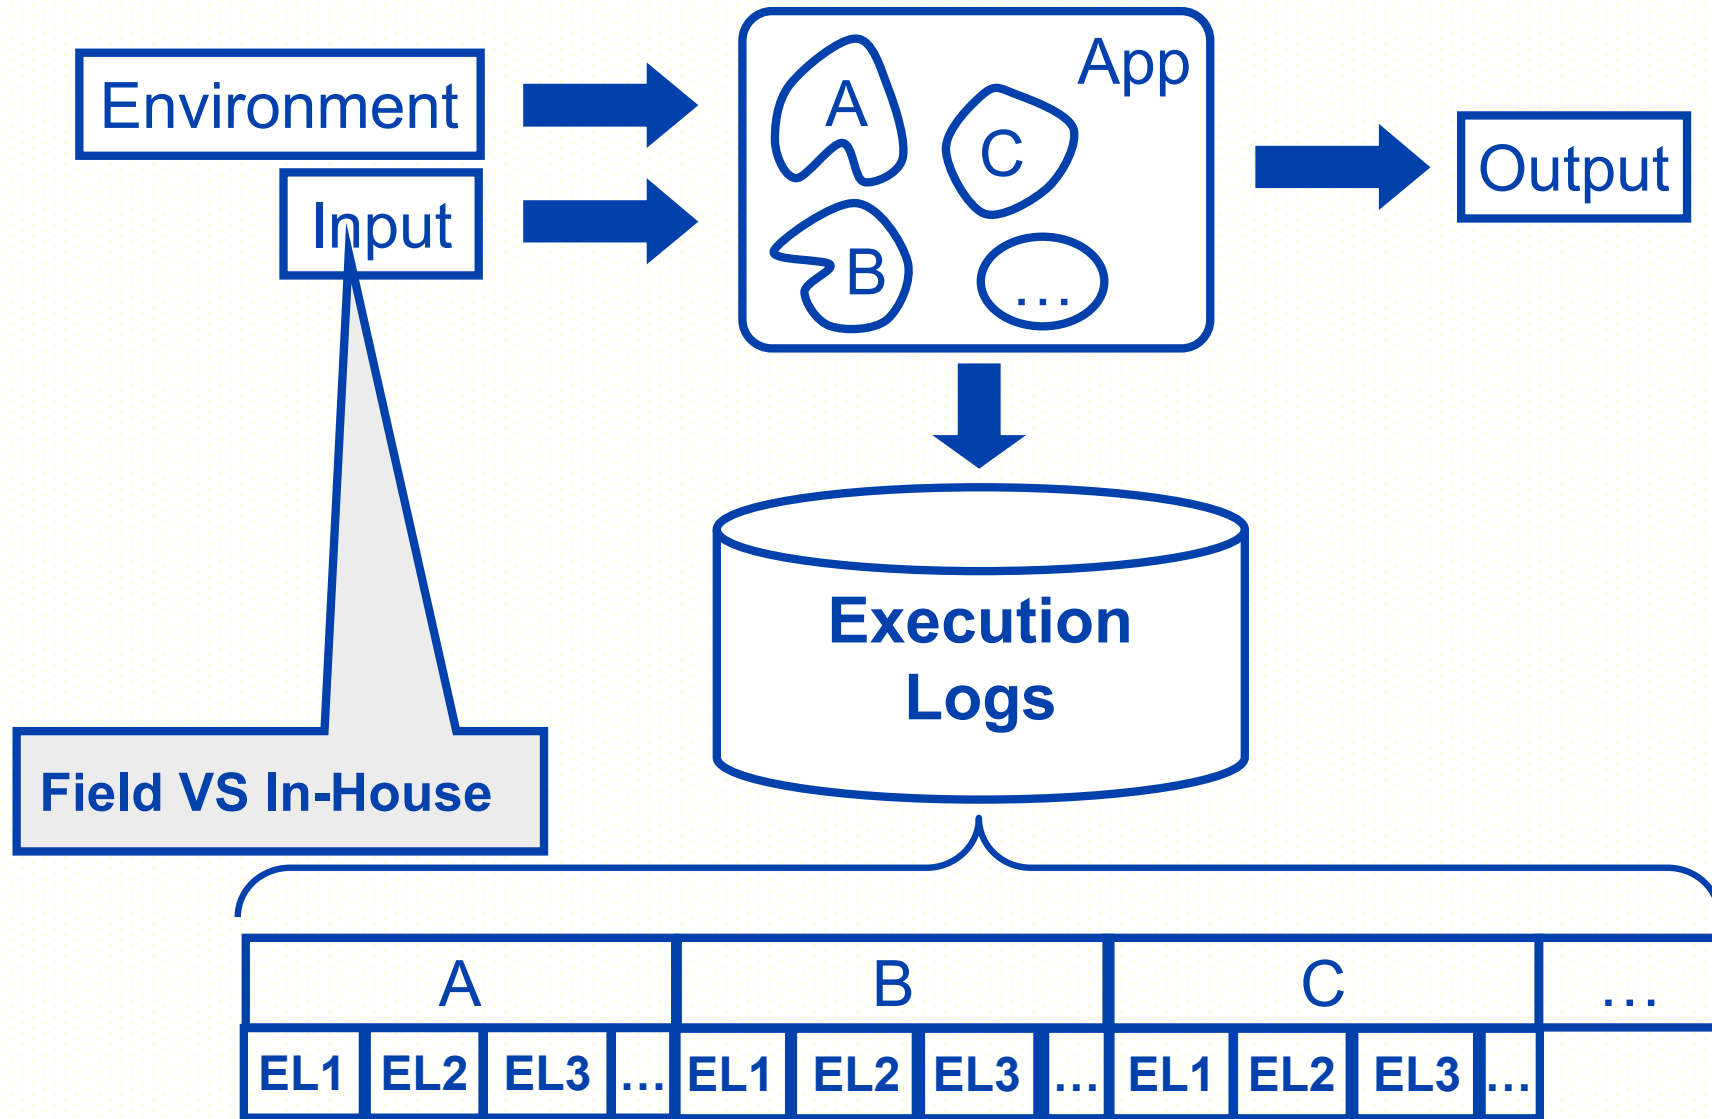 Environment
Input
App
A
C
B
…
Output
Execution
Logs
Field VS In-House
A B C …
EL1 EL2 EL3 … EL1 EL2 EL3 … EL1 EL2 EL3 …